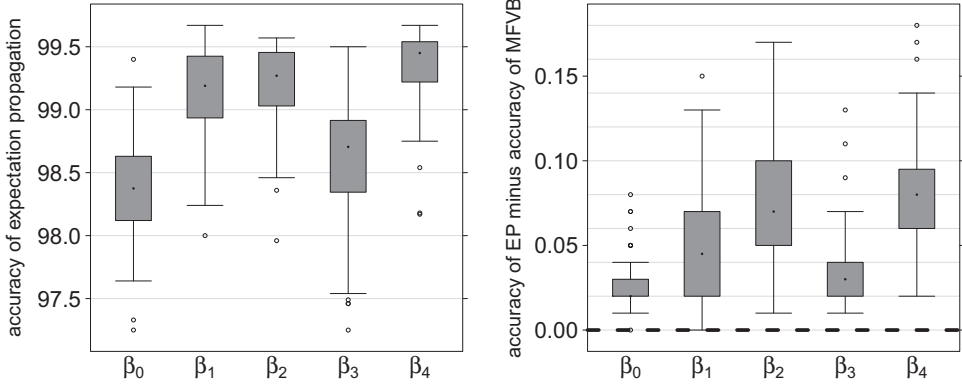 accuracy of expectation propagation
99.5
99.0
98.5
98.0
97.5
β₀ β₁ β₂ β₃ β₄
accuracy of EP minus accuracy of MFVB
0.15
0.10
0.05
0.00
β₀ β₁ β₂ β₃ β₄